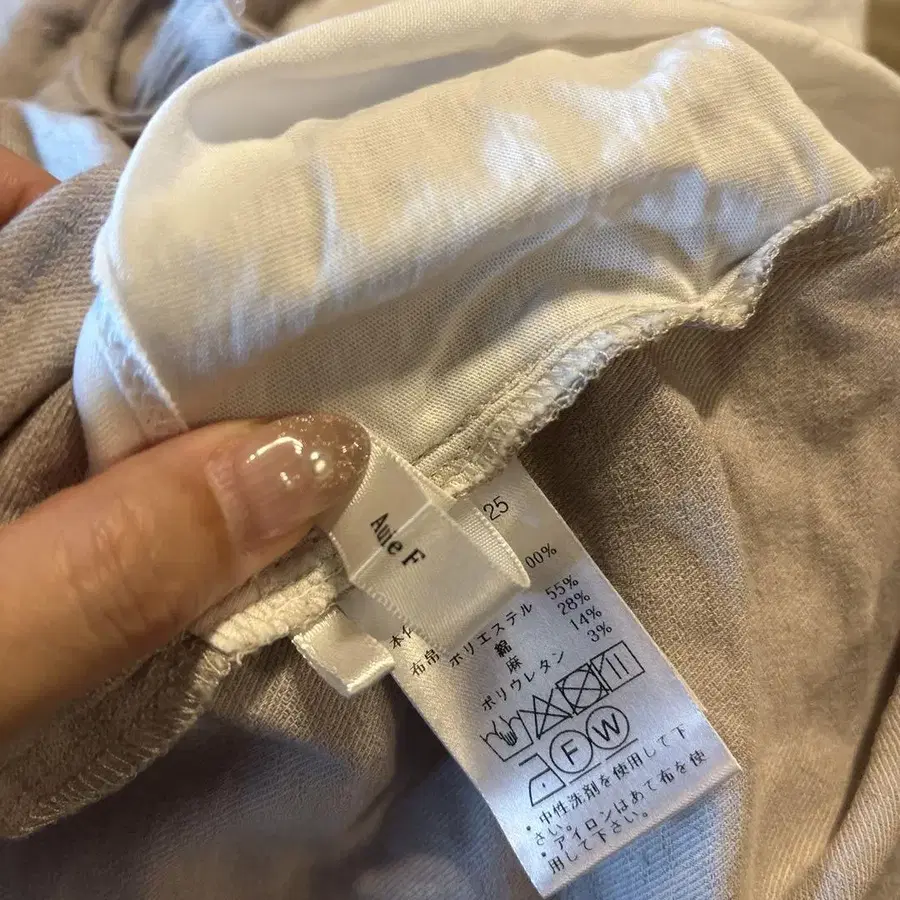 Auie F
25
00%
本体
布帛 ポリエステル 55%
綿 28%
麻 14%
ポリウレタン 3%
F W
・中性洗剤を使用して下
さい。
・アイロンはあて布を使
用して下さい。